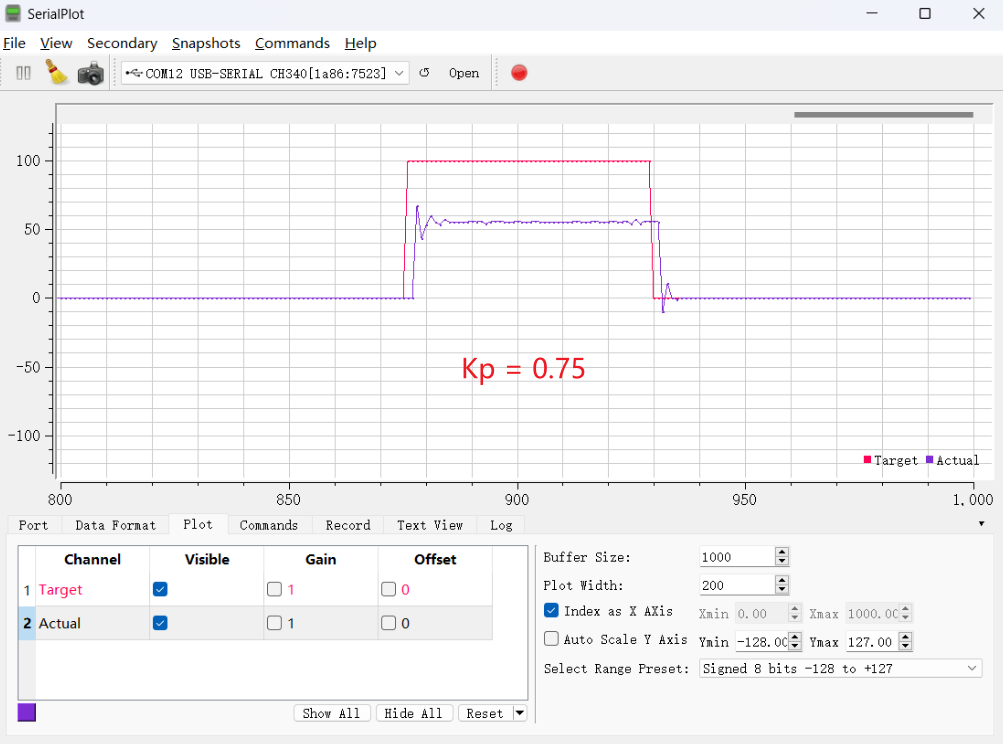 SerialPlot
File View Secondary Snapshots Commands Help
COM12 USB-SERIAL CH340[1a86:7523] Open
100
50
0
-50
-100
Kp = 0.75
Target Actual
800 850 900 950 1,000
Port Data Format Plot Commands Record Text View Log
Channel Visible Gain Offset
1 Target 1 0
2 Actual 1 0
Show All Hide All Reset
Buffer Size: 1000
Plot Width: 200
Index as X AXis Xmin 0.00 Xmax 1000.00
Auto Scale Y Axis Ymin -128.00 Ymax 127.00
Select Range Preset: Signed 8 bits -128 to +127